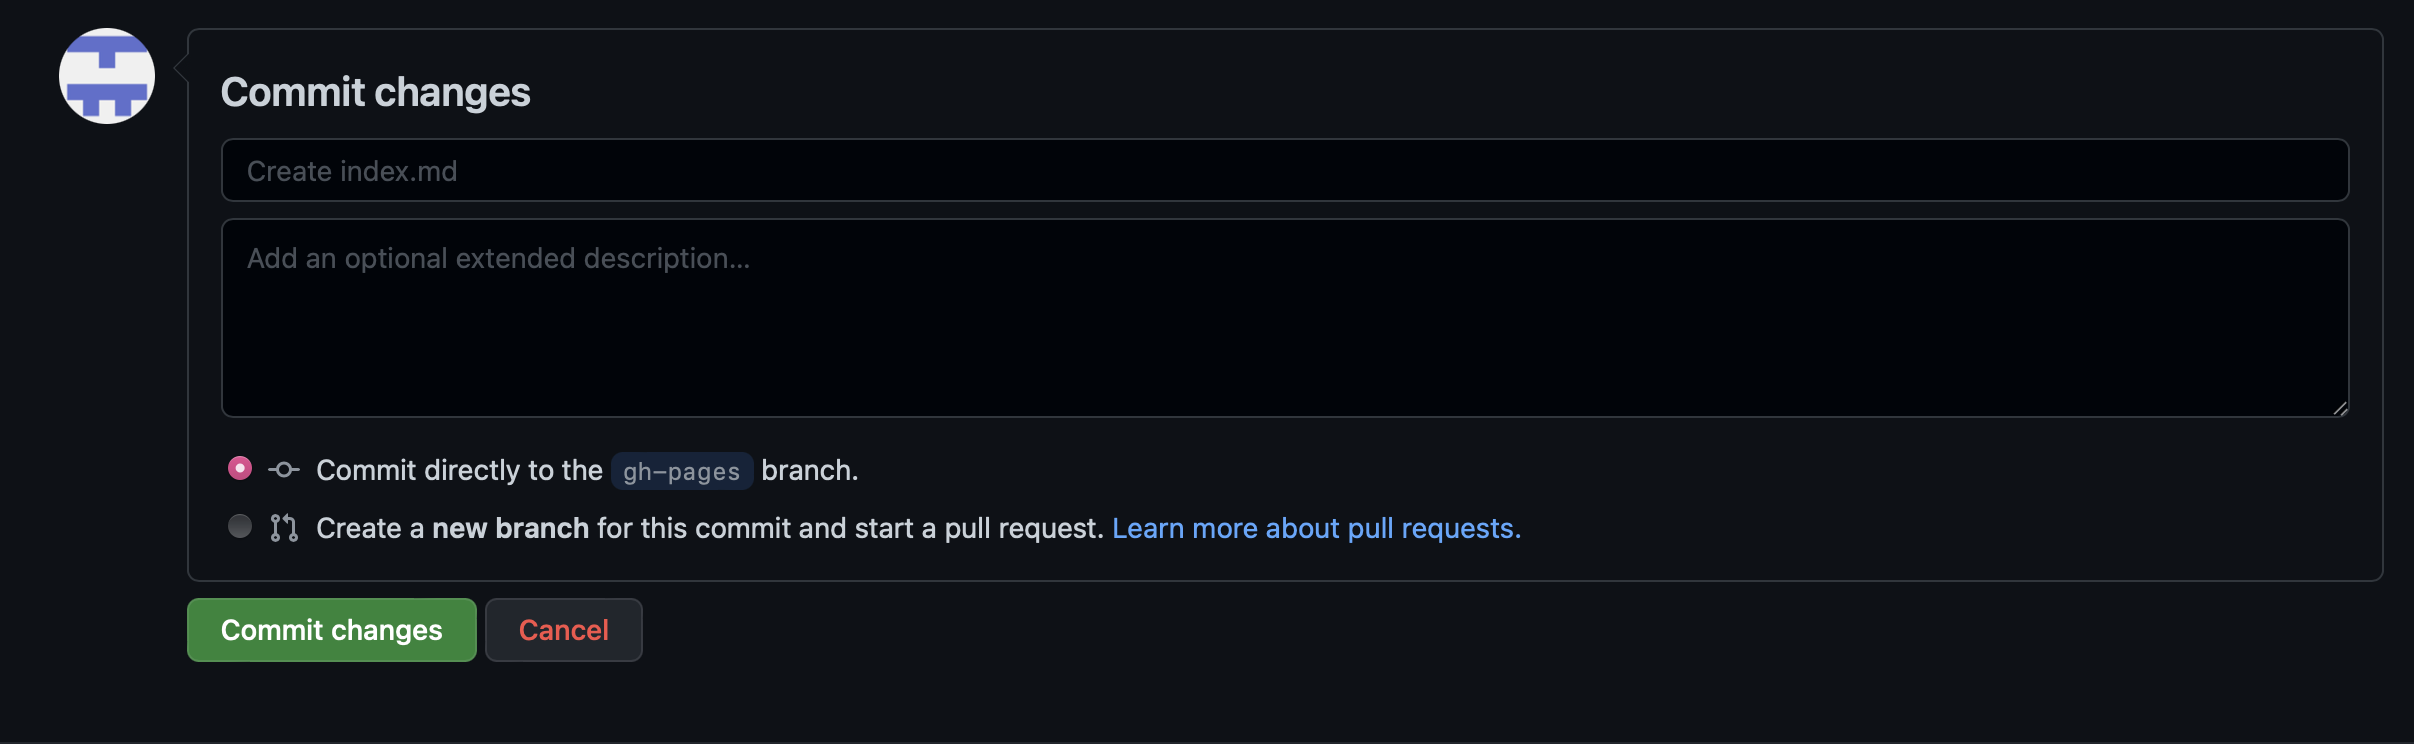 Commit changes
Create index.md
Add an optional extended description...
Commit directly to the gh-pages branch.
Create a new branch for this commit and start a pull request. Learn more about pull requests.
Commit changes
Cancel